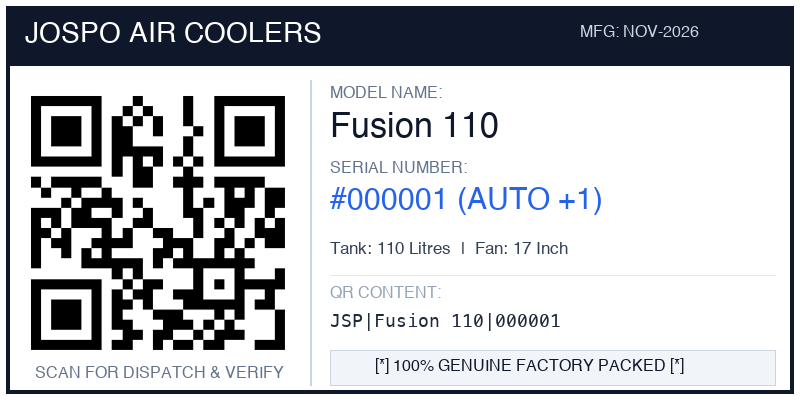 JOSPO AIR COOLERS
MFG: NOV-2026
MODEL NAME:
Fusion 110
SERIAL NUMBER:
#000001 (AUTO +1)
Tank: 110 Litres | Fan: 17 Inch
QR CONTENT:
JSP|Fusion 110|000001
[*] 100% GENUINE FACTORY PACKED [*]
SCAN FOR DISPATCH & VERIFY